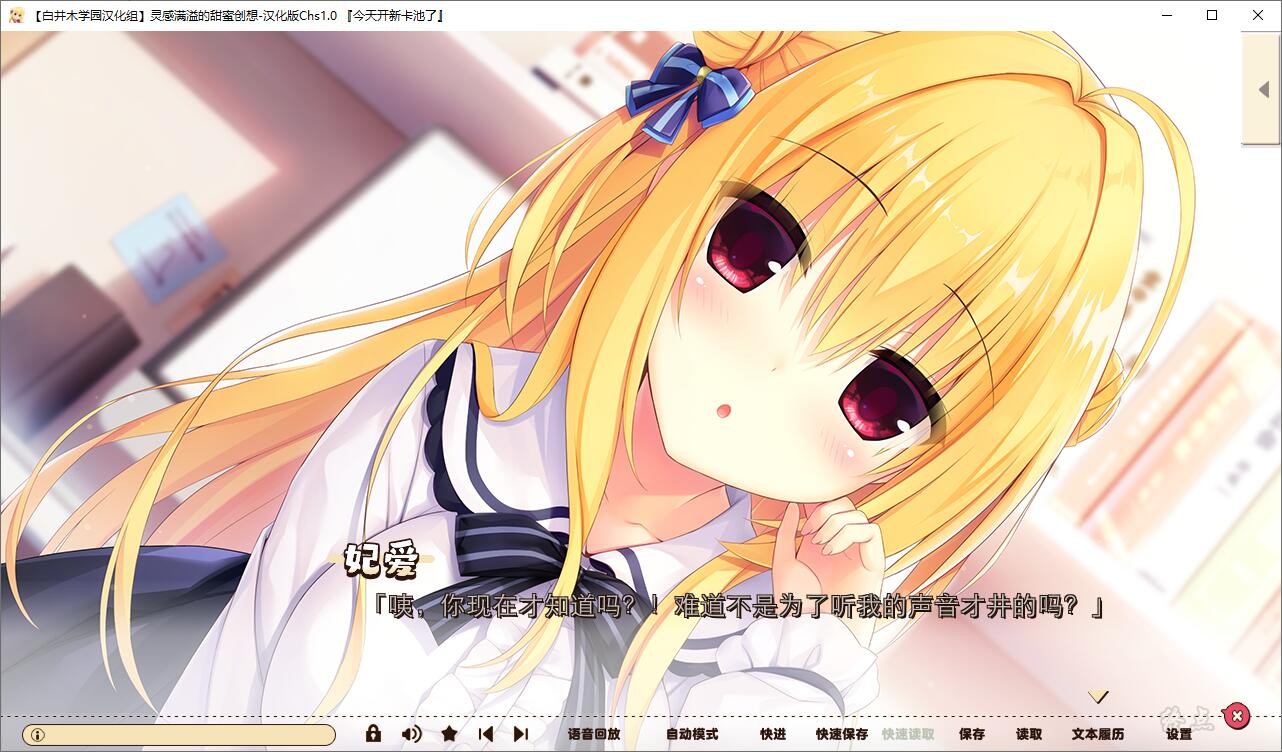 【白井木学园汉化组】灵感满溢的甜蜜创想-汉化版Chs1.0 『今天开新卡池了』
妃爱
「咦，你现在才知道吗？！难道不是为了听我的声音才井的吗？」
语音回放 自动模式 快进 快速保存 快速读取 保存 读取 文本履历 设置